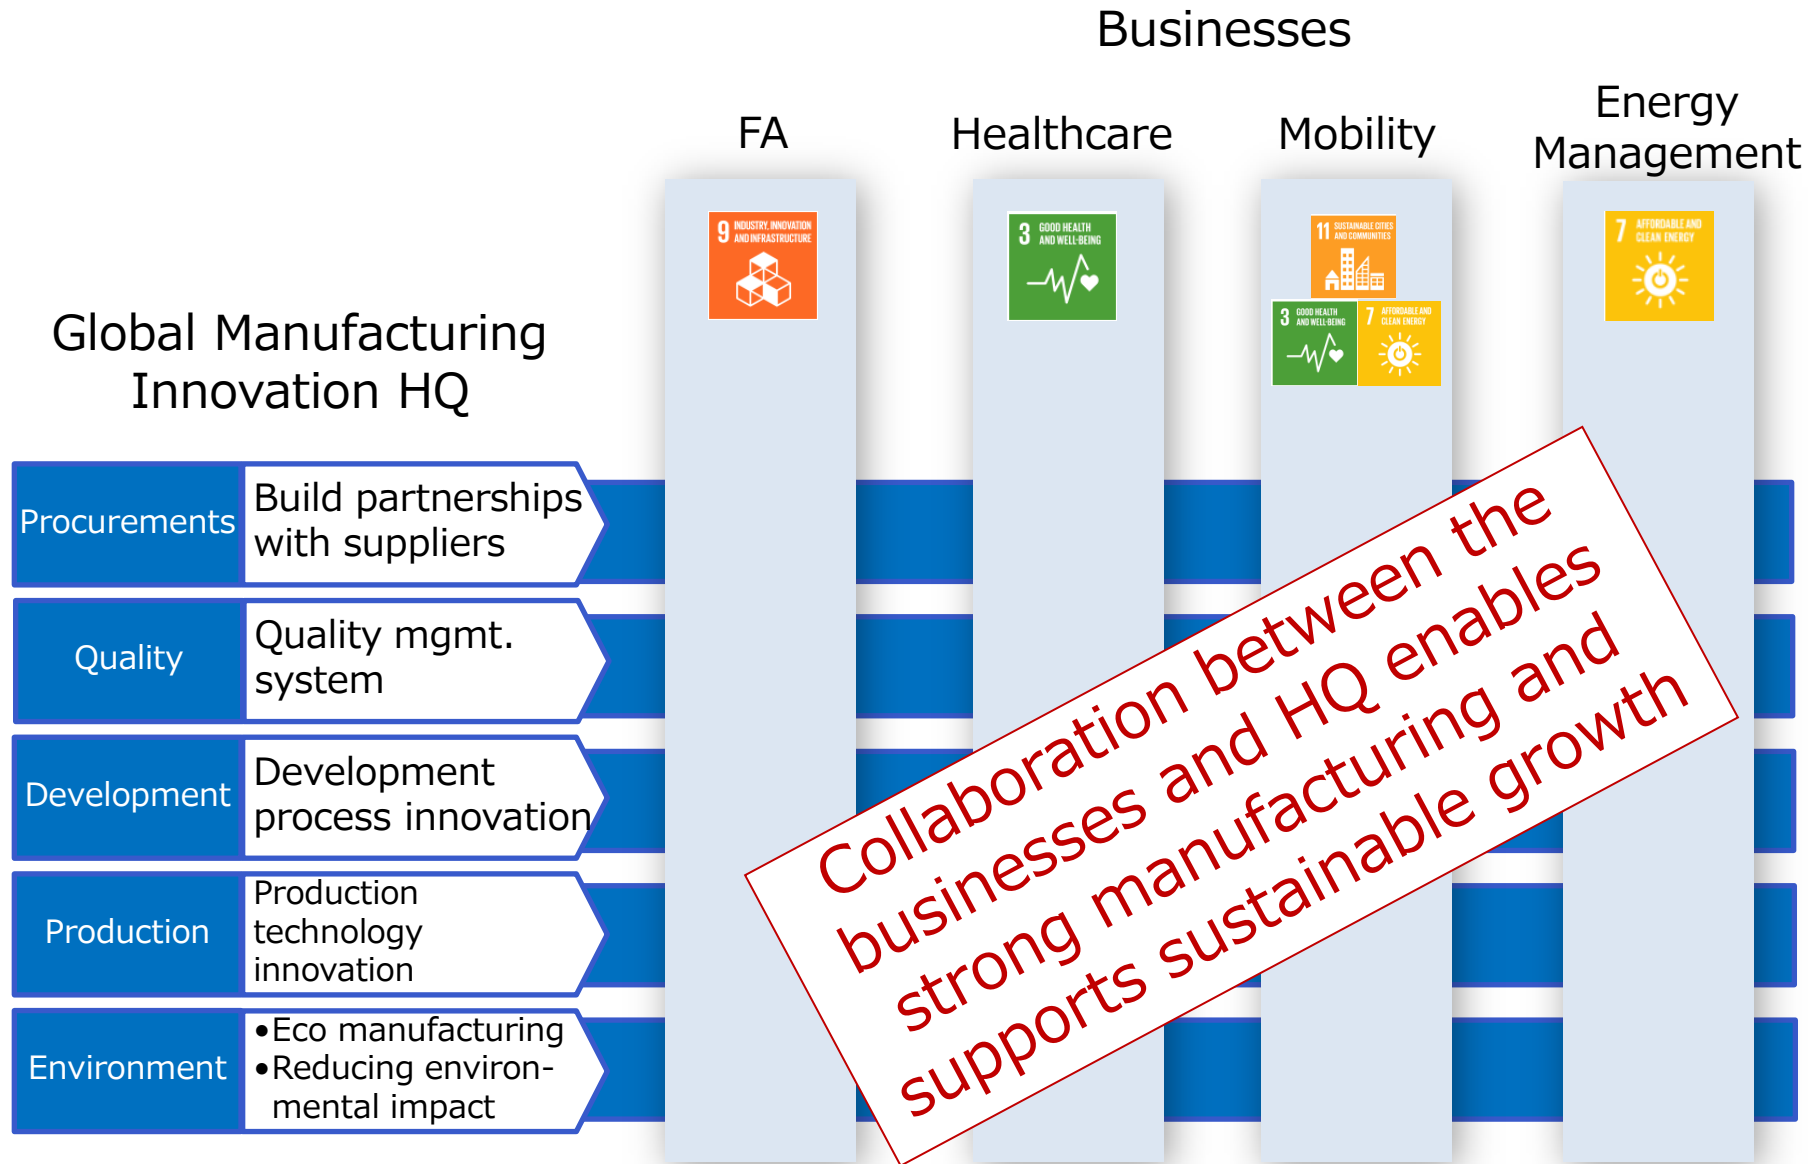 Businesses
FA
Healthcare
Mobility
Energy
Management
9 INDUSTRY, INNOVATION
AND INFRASTRUCTURE
3 GOOD HEALTH
AND WELL-BEING
11 SUSTAINABLE CITIES
AND COMMUNITIES
3 GOOD HEALTH
AND WELL-BEING
7 AFFORDABLE AND
CLEAN ENERGY
7 AFFORDABLE AND
CLEAN ENERGY
Global Manufacturing
Innovation HQ
Procurements
Build partnerships
with suppliers
Quality
Quality mgmt.
system
Development
Development
process innovation
Production
Production
technology
innovation
Environment
•Eco manufacturing
•Reducing environ-
mental impact
Collaboration between the
businesses and HQ enables
strong manufacturing and
supports sustainable growth